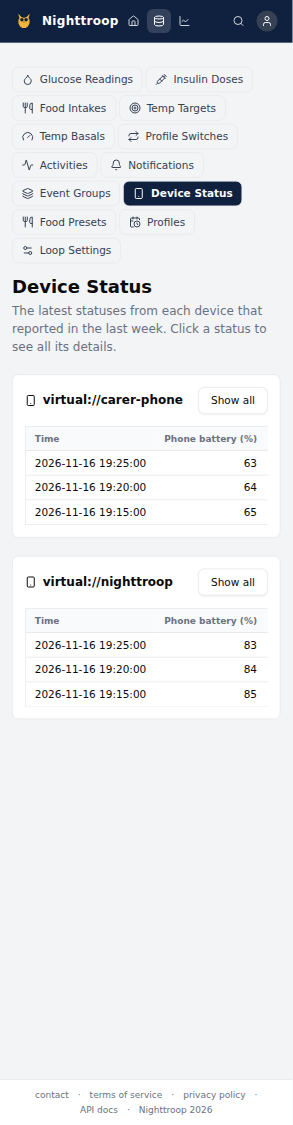 Nighttroop
Glucose Readings
Insulin Doses
Food Intakes
Temp Targets
Temp Basals
Profile Switches
Activities
Notifications
Event Groups
Device Status
Food Presets
Profiles
Loop Settings
Device Status
The latest statuses from each device that
reported in the last week. Click a status to
see all its details.
virtual://carer-phone
Show all
Time Phone battery (%)
2026-11-16 19:25:00 63
2026-11-16 19:20:00 64
2026-11-16 19:15:00 65
virtual://nighttroop
Show all
Time Phone battery (%)
2026-11-16 19:25:00 83
2026-11-16 19:20:00 84
2026-11-16 19:15:00 85
contact · terms of service · privacy policy ·
API docs · Nighttroop 2026